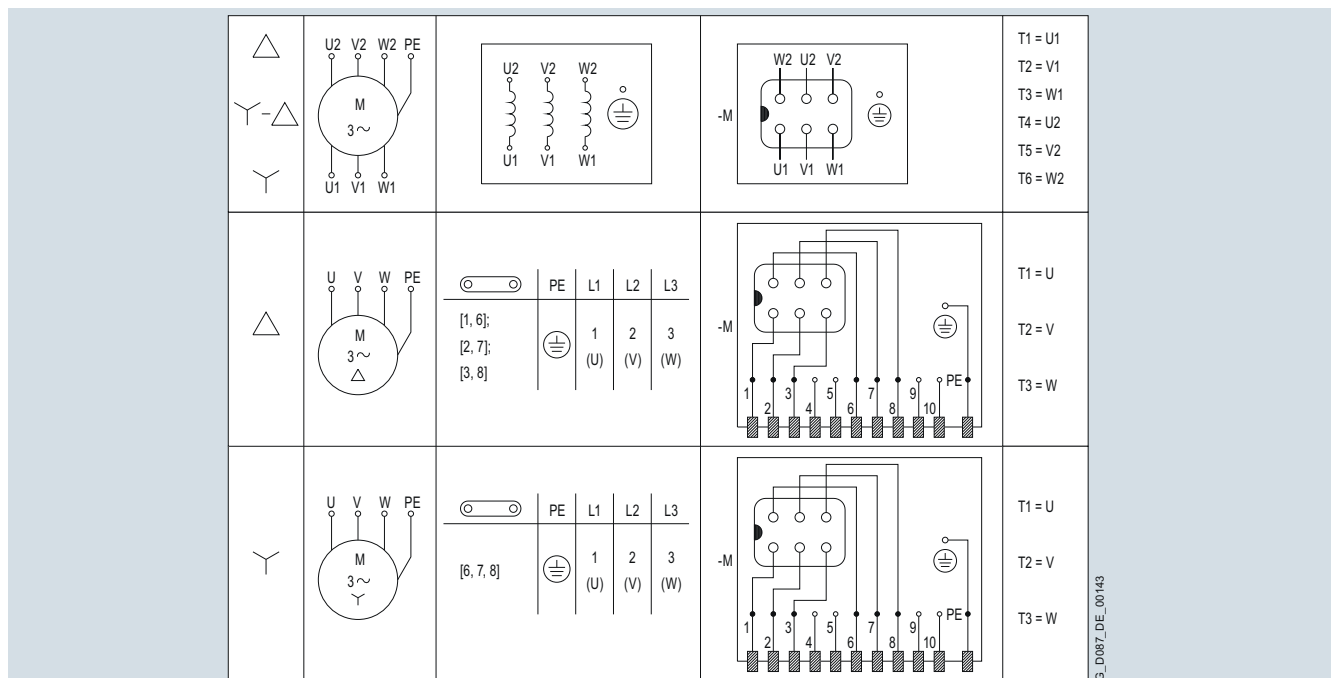 U2 V2 W2 PE
M
3~
U1 V1 W1
U2 V2 W2
U1 V1 W1
-M
W2 U2 V2
U1 V1 W1
T1 = U1
T2 = V1
T3 = W1
T4 = U2
T5 = V2
T6 = W2
U V W PE
M
3~
PE L1 L2 L3
[1, 6];
[2, 7];
[3, 8]
1 2 3
(U) (V) (W)
-M
1 2 3 4 5 6 7 8 9 10 PE
T1 = U
T2 = V
T3 = W
U V W PE
M
3~
PE L1 L2 L3
[6, 7, 8]
1 2 3
(U) (V) (W)
-M
1 2 3 4 5 6 7 8 9 10 PE
T1 = U
T2 = V
T3 = W
G_D087_DE_00143